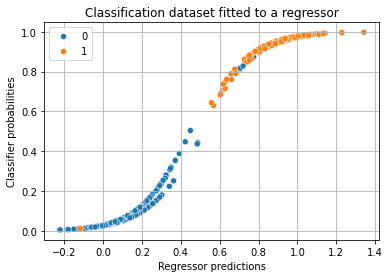 Classification dataset fitted to a regressor
1.0
0.8
0.6
0.4
0.2
0.0
Classifier probabilities
0
1
−0.2 0.0 0.2 0.4 0.6 0.8 1.0 1.2 1.4
Regressor predictions